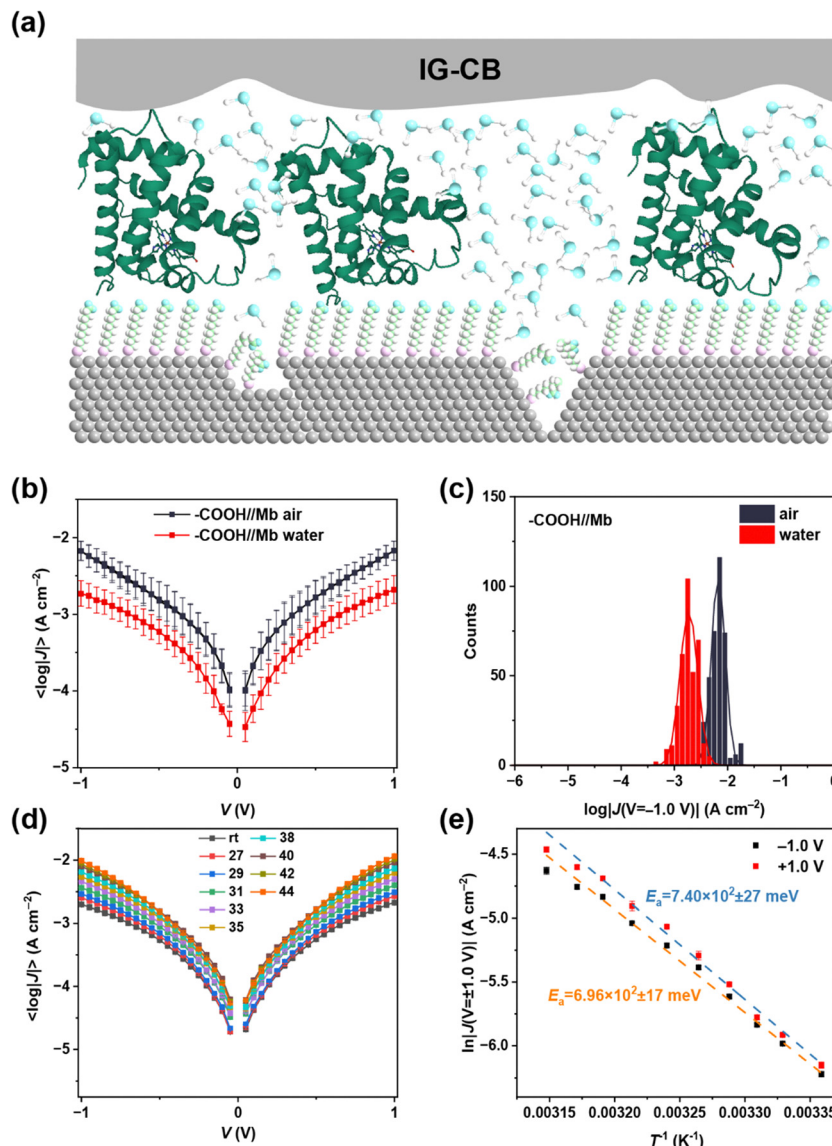 (a)
IG-CB
(b)
-COOH//Mb air
-COOH//Mb water
<log|J|> (A cm⁻²)
−2
−3
−4
−5
−1
0
1
V (V)
(c)
-COOH//Mb
air
water
Counts
150
100
50
0
−6
−5
−4
−3
−2
−1
0
log|J(V=−1.0 V)| (A cm⁻²)
(d)
rt
27
29
31
33
35
38
40
42
44
<log|J|> (A cm⁻²)
−2
−3
−4
−5
−1
0
1
V (V)
(e)
−1.0 V
+1.0 V
Eₐ=7.40×10²±27 meV
Eₐ=6.96×10²±17 meV
ln|J(V=±1.0 V)| (A cm⁻²)
−4.5
−5.0
−5.5
−6.0
0.00315
0.00320
0.00325
0.00330
0.00335
T⁻¹ (K⁻¹)